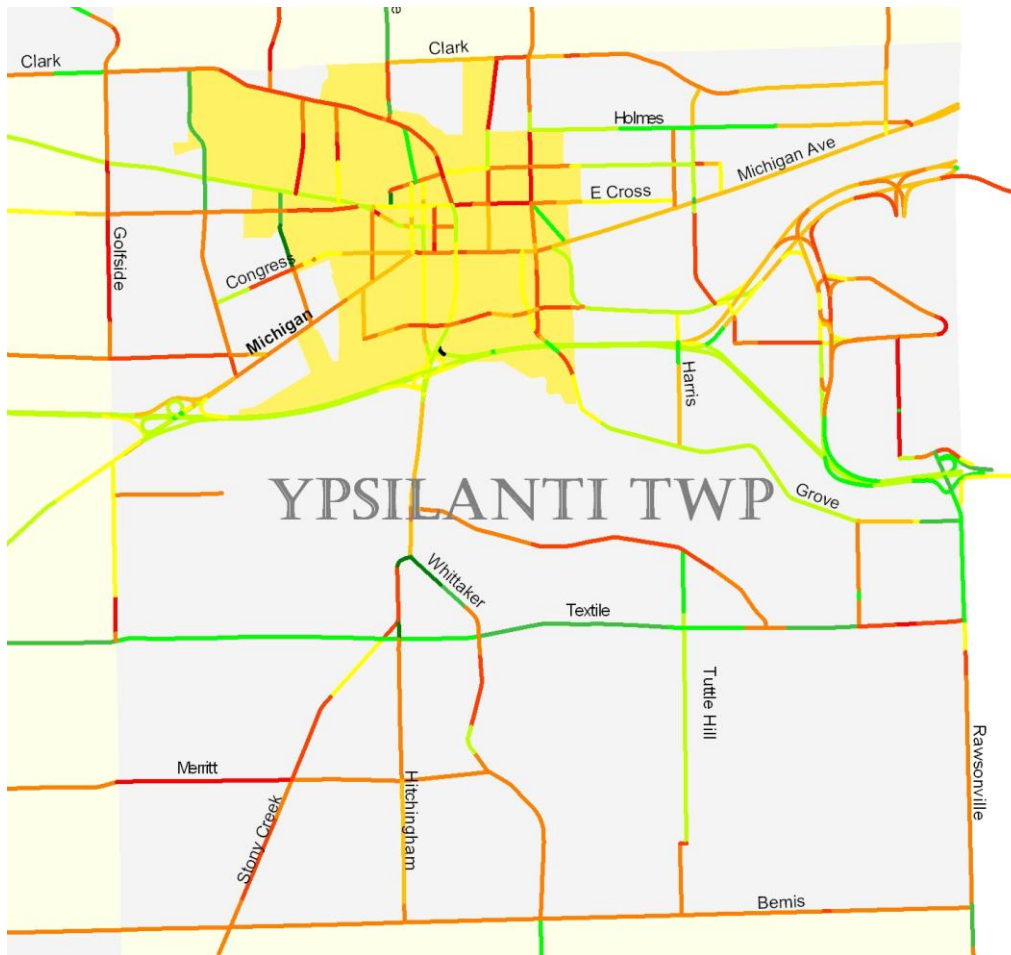 Clark
Clark
Holmes
Michigan Ave
E Cross
Golfside
Congress
Michigan
Harris
YPSILANTI TWP
Grove
Whittaker
Textile
Tuttle Hill
Rawsonville
Merritt
Hitchingham
Stony Creek
Bemis